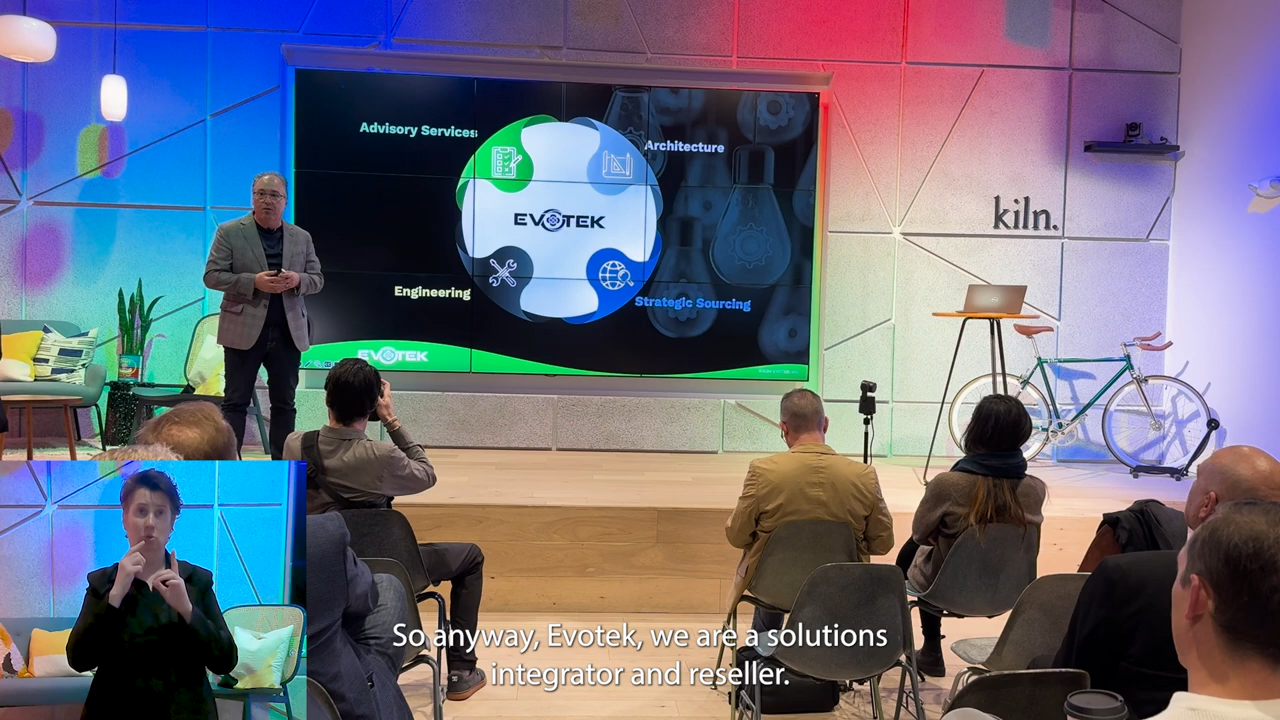 Advisory Services
Architecture
EVOTEK
Engineering
Strategic Sourcing
EVOTEK
kiln.
So anyway, Evotek, we are a solutions
integrator and reseller.